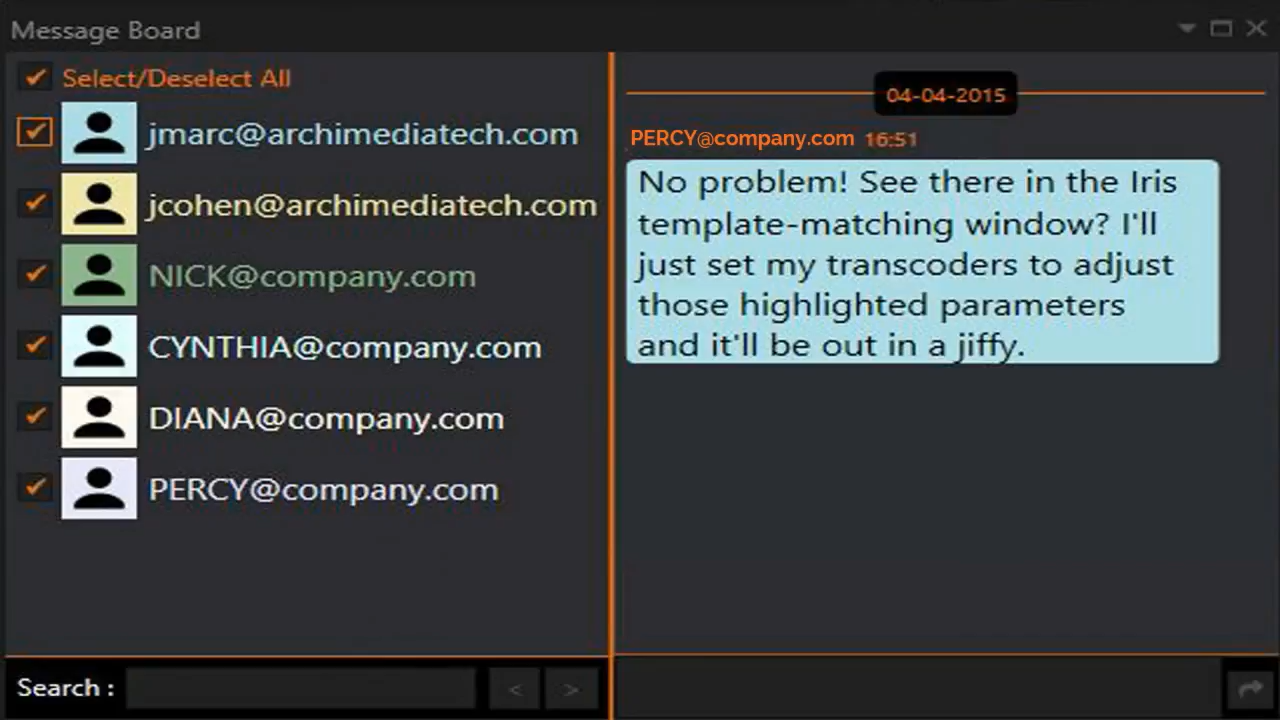 Message Board
Select/Deselect All
jmarc@archimediatech.com
jcohen@archimediatech.com
NICK@company.com
CYNTHIA@company.com
DIANA@company.com
PERCY@company.com
Search :
< >
04-04-2015
PERCY@company.com 16:51
No problem! See there in the Iris
template-matching window? I'll
just set my transcoders to adjust
those highlighted parameters
and it'll be out in a jiffy.